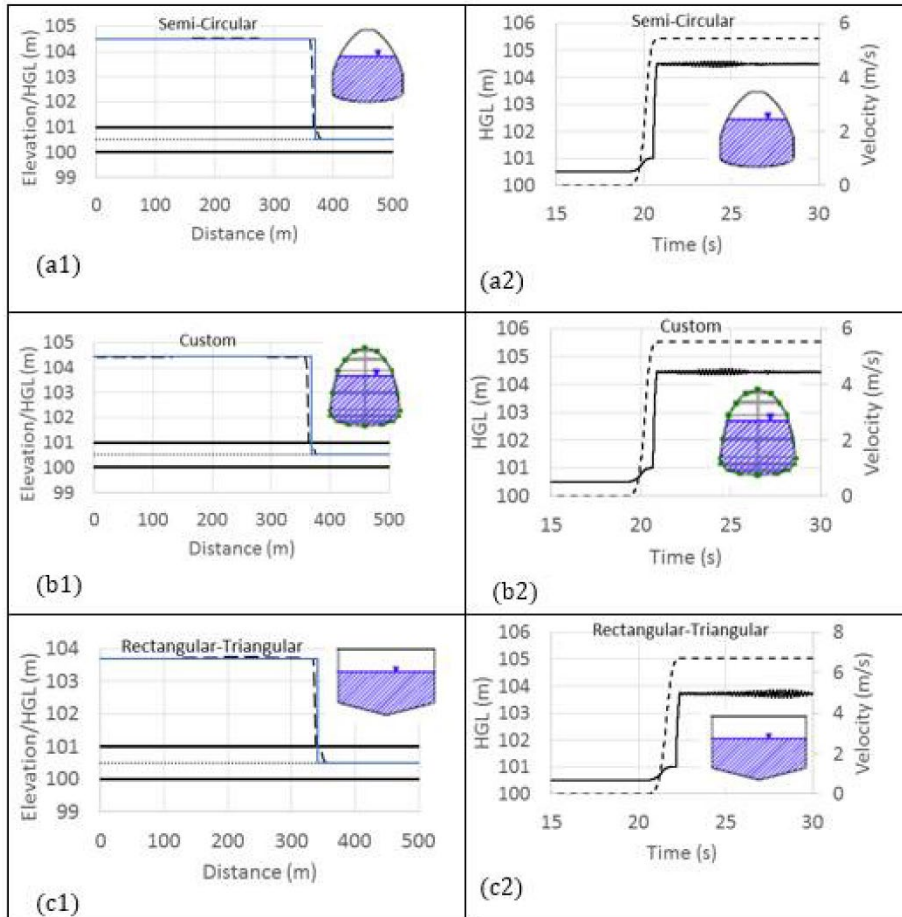 Semi-Circular
105
104
103
102
101
100
99
Elevation/HGL (m)
0 100 200 300 400 500
Distance (m)
(a1)
Semi-Circular
106
105
104
103
102
101
100
HGL (m)
6
4
2
0
Velocity (m/s)
15 20 25 30
Time (s)
(a2)
Custom
105
104
103
102
101
100
99
Elevation/HGL (m)
0 100 200 300 400 500
Distance (m)
(b1)
Custom
106
105
104
103
102
101
100
HGL (m)
6
4
2
0
Velocity (m/s)
15 20 25 30
Time (s)
(b2)
Rectangular-Triangular
104
103
102
101
100
99
Elevation/HGL (m)
0 100 200 300 400 500
Distance (m)
(c1)
Rectangular-Triangular
106
105
104
103
102
101
100
HGL (m)
8
6
4
2
0
Velocity (m/s)
15 20 25 30
Time (s)
(c2)